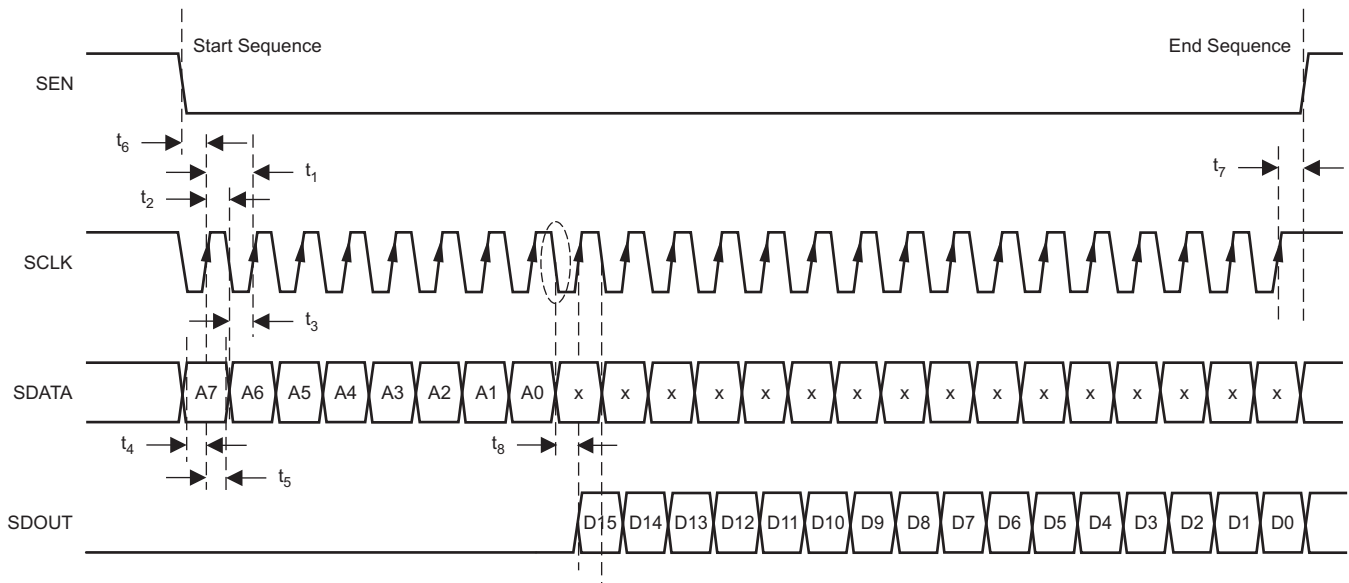 Start Sequence
End Sequence
SEN
t6
t1
t7
t2
SCLK
t3
SDATA A7 A6 A5 A4 A3 A2 A1 A0 x x x x x x x x x x x x x x x x
t4
t8
t5
SDOUT D15 D14 D13 D12 D11 D10 D9 D8 D7 D6 D5 D4 D3 D2 D1 D0